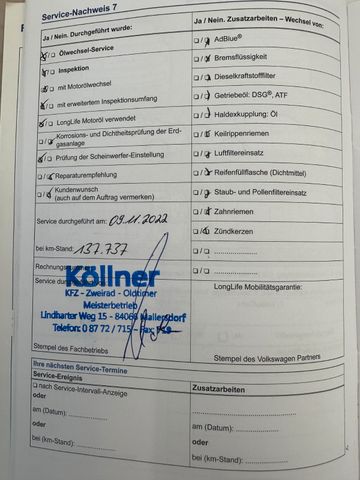 Service-Nachweis 7
Ja / Nein. Durchgeführt wurde:
Ölwechsel-Service
Inspektion
mit Motorölwechsel
mit erweitertem Inspektionsumfang
LongLife Motoröl verwendet
Korrosions- und Dichtheitsprüfung der Erd-
gasanlage
Prüfung der Scheinwerfer-Einstellung
Reparaturempfehlung
Kundenwunsch
(auch auf dem Auftrag vermerken)
Service durchgeführt am: 09.11.2022
bei km-Stand: 137.737
Rechnungs
Service du
Köllner
KFZ - Zweirad - Oldtimer
Meisterbetrieb
Lindharter Weg 15 - 84066 Mallersdorf
Telefon: 0 87 72 / 715 - Fax
Stempel des Fachbetriebs
Ja / Nein. Zusatzarbeiten – Wechsel von:
AdBlue®
Bremsflüssigkeit
Dieselkraftstofffilter
Getriebeöl: DSG®, ATF
Haldexkupplung: Öl
Keilrippenriemen
Luftfiltereinsatz
Reifenfüllflasche (Dichtmittel)
Staub- und Pollenfiltereinsatz
Zahnriemen
Zündkerzen
LongLife Mobilitätsgarantie:
Stempel des Volkswagen Partners
Ihre nächsten Service-Termine
Service-Ereignis
nach Service-Intervall-Anzeige
oder
am (Datum):
oder
bei (km-Stand):
Zusatzarbeiten
am (Datum):
oder
bei (km-Stand):